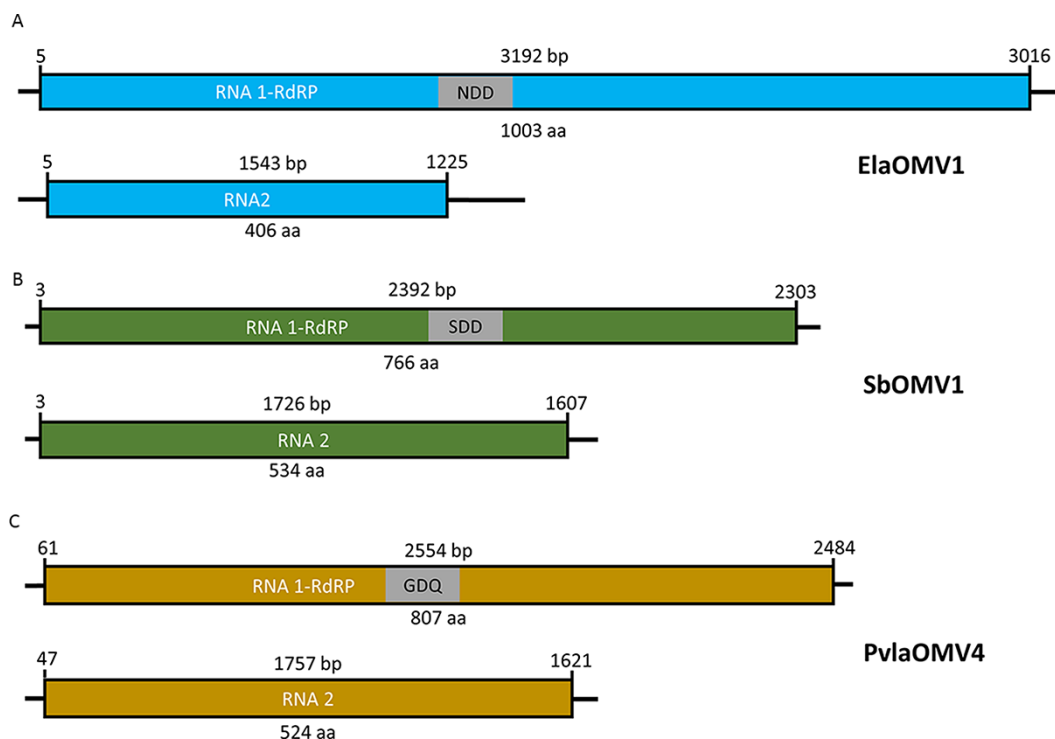 A
5 3192 bp 3016
RNA 1-RdRP NDD
1003 aa
5 1543 bp 1225
ElaOMV1
RNA2
406 aa
B
3 2392 bp 2303
RNA 1-RdRP SDD
766 aa
SbOMV1
3 1726 bp 1607
RNA 2
534 aa
C
61 2554 bp 2484
RNA 1-RdRP GDQ
807 aa
PvlaOMV4
47 1757 bp 1621
RNA 2
524 aa